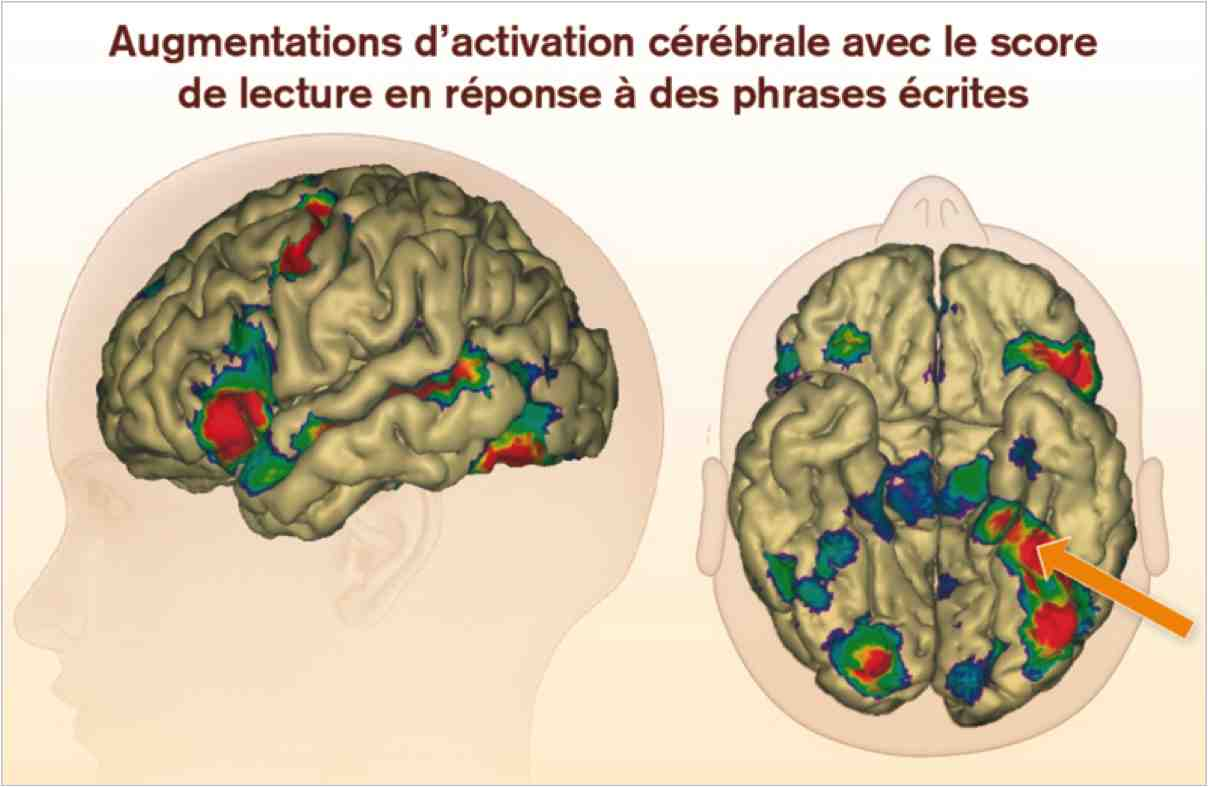 Augmentations d’activation cérébrale avec le score
de lecture en réponse à des phrases écrites